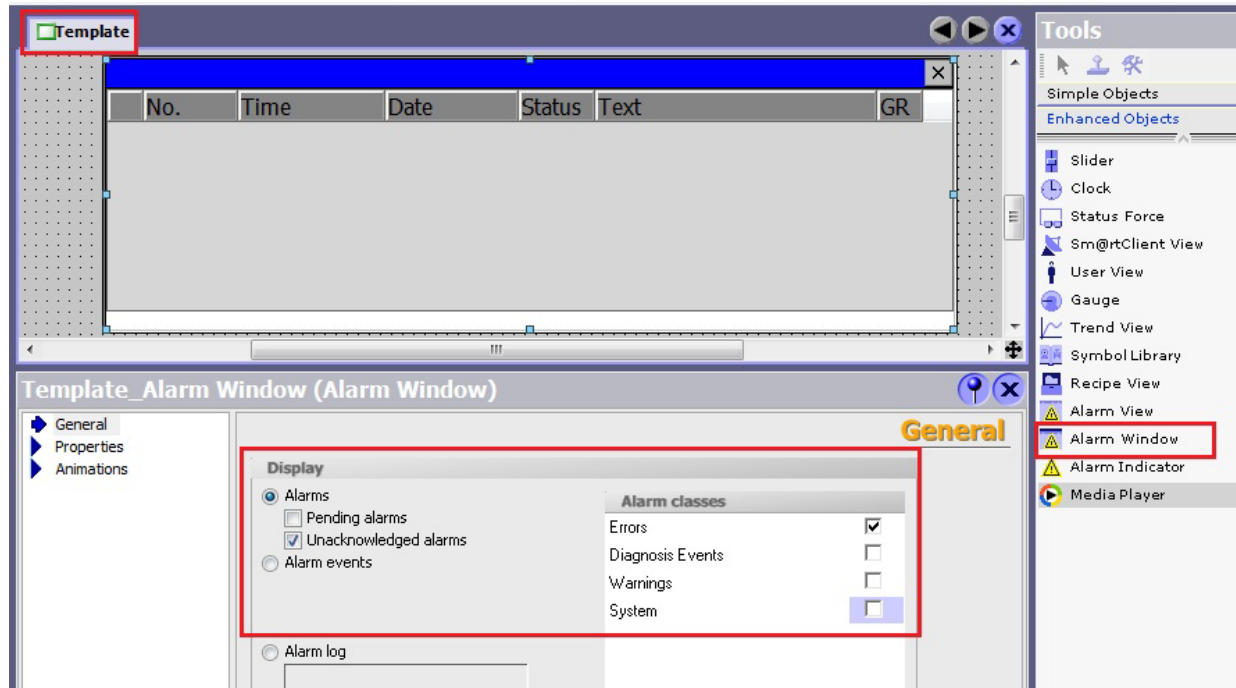 Template
No. Time Date Status Text GR
Template_Alarm Window (Alarm Window)
General
Properties
Animations
General
Display
Alarms
Pending alarms
Unacknowledged alarms
Alarm events
Alarm log
Alarm classes
Errors
Diagnosis Events
Warnings
System
Tools
Simple Objects
Enhanced Objects
Slider
Clock
Status Force
Sm@rtClient View
User View
Gauge
Trend View
Symbol Library
Recipe View
Alarm View
Alarm Window
Alarm Indicator
Media Player